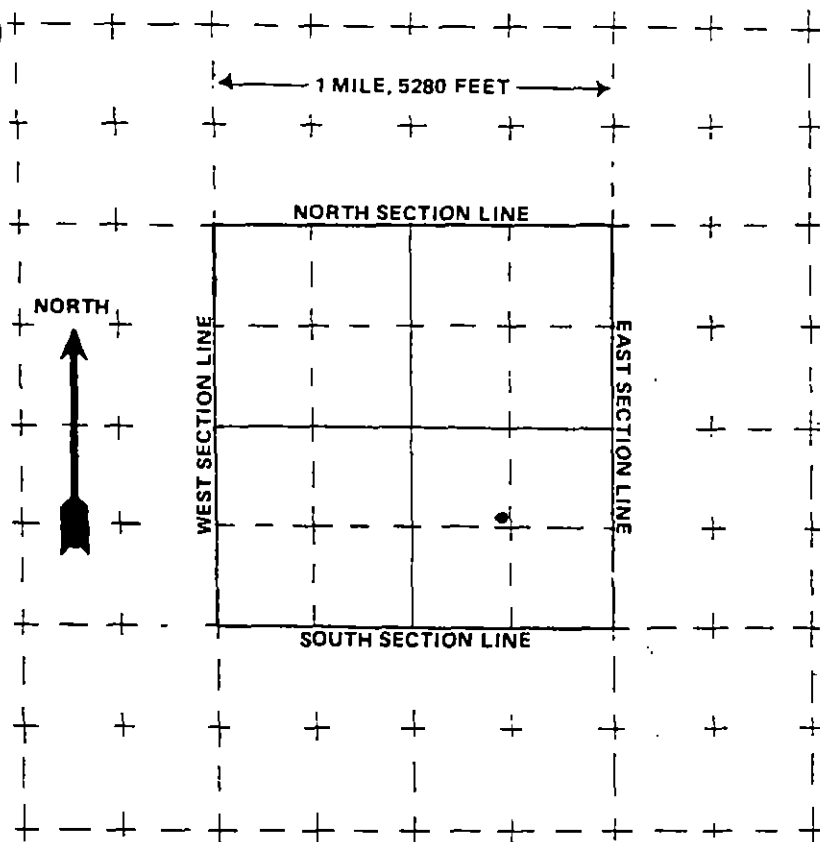 1 MILE, 5280 FEET
NORTH SECTION LINE
NORTH
WEST SECTION LINE
EAST SECTION LINE
SOUTH SECTION LINE